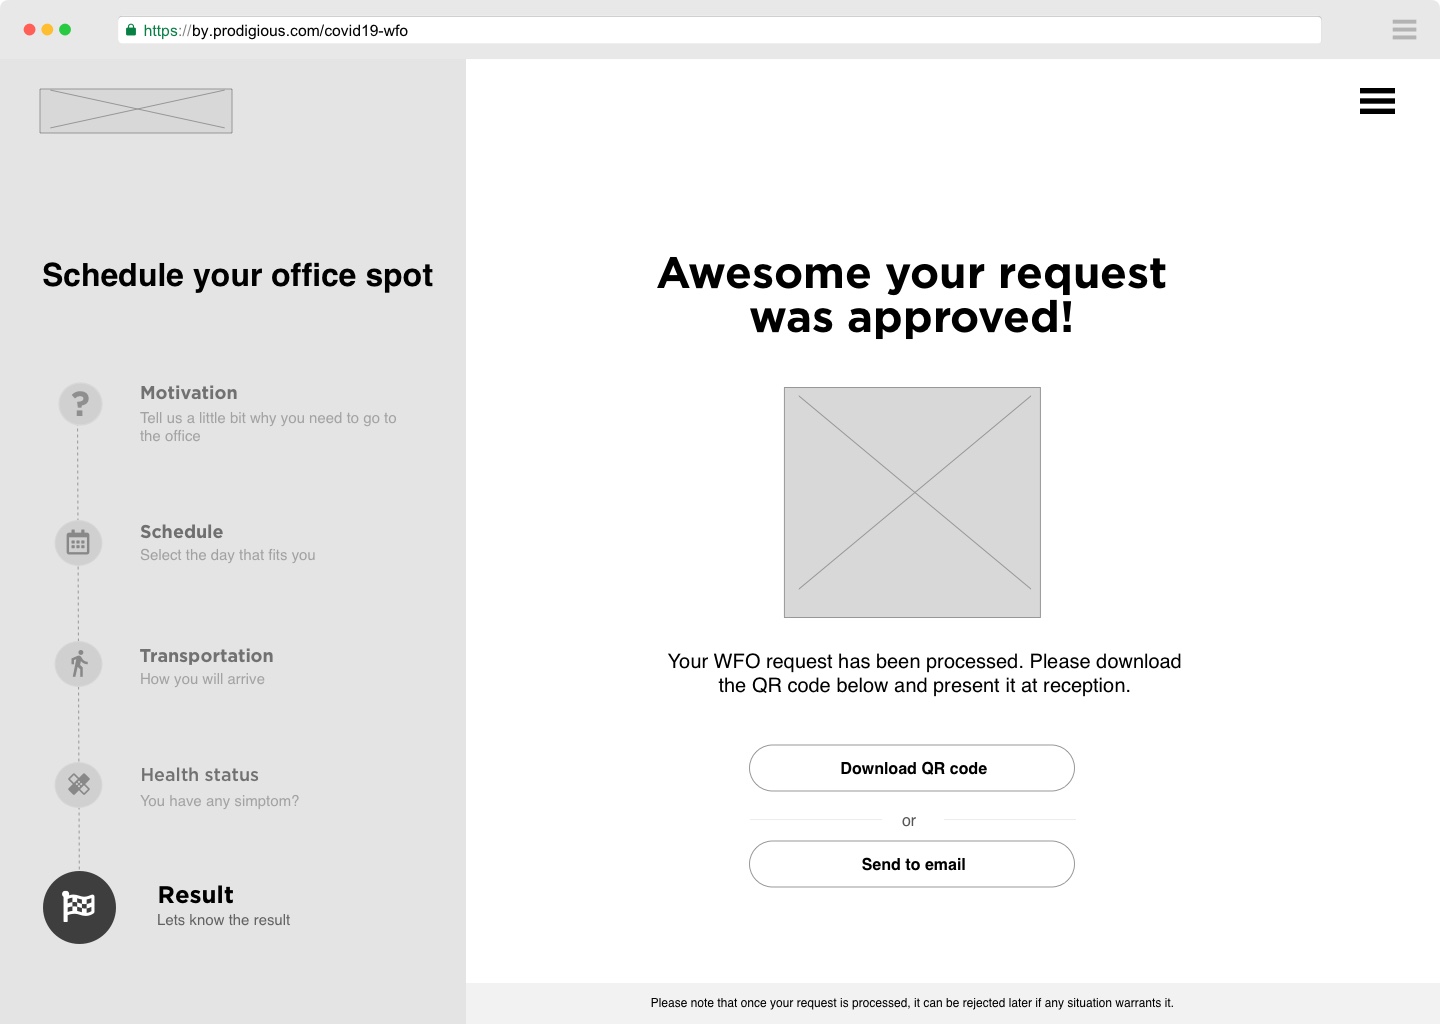 https://by.prodigious.com/covid19-wfo
Schedule your office spot
Motivation
Tell us a little bit why you need to go to
the office
Schedule
Select the day that fits you
Transportation
How you will arrive
Health status
You have any simptom?
Result
Lets know the result
Awesome your request
was approved!
Your WFO request has been processed. Please download
the QR code below and present it at reception.
Download QR code
or
Send to email
Please note that once your request is processed, it can be rejected later if any situation warrants it.